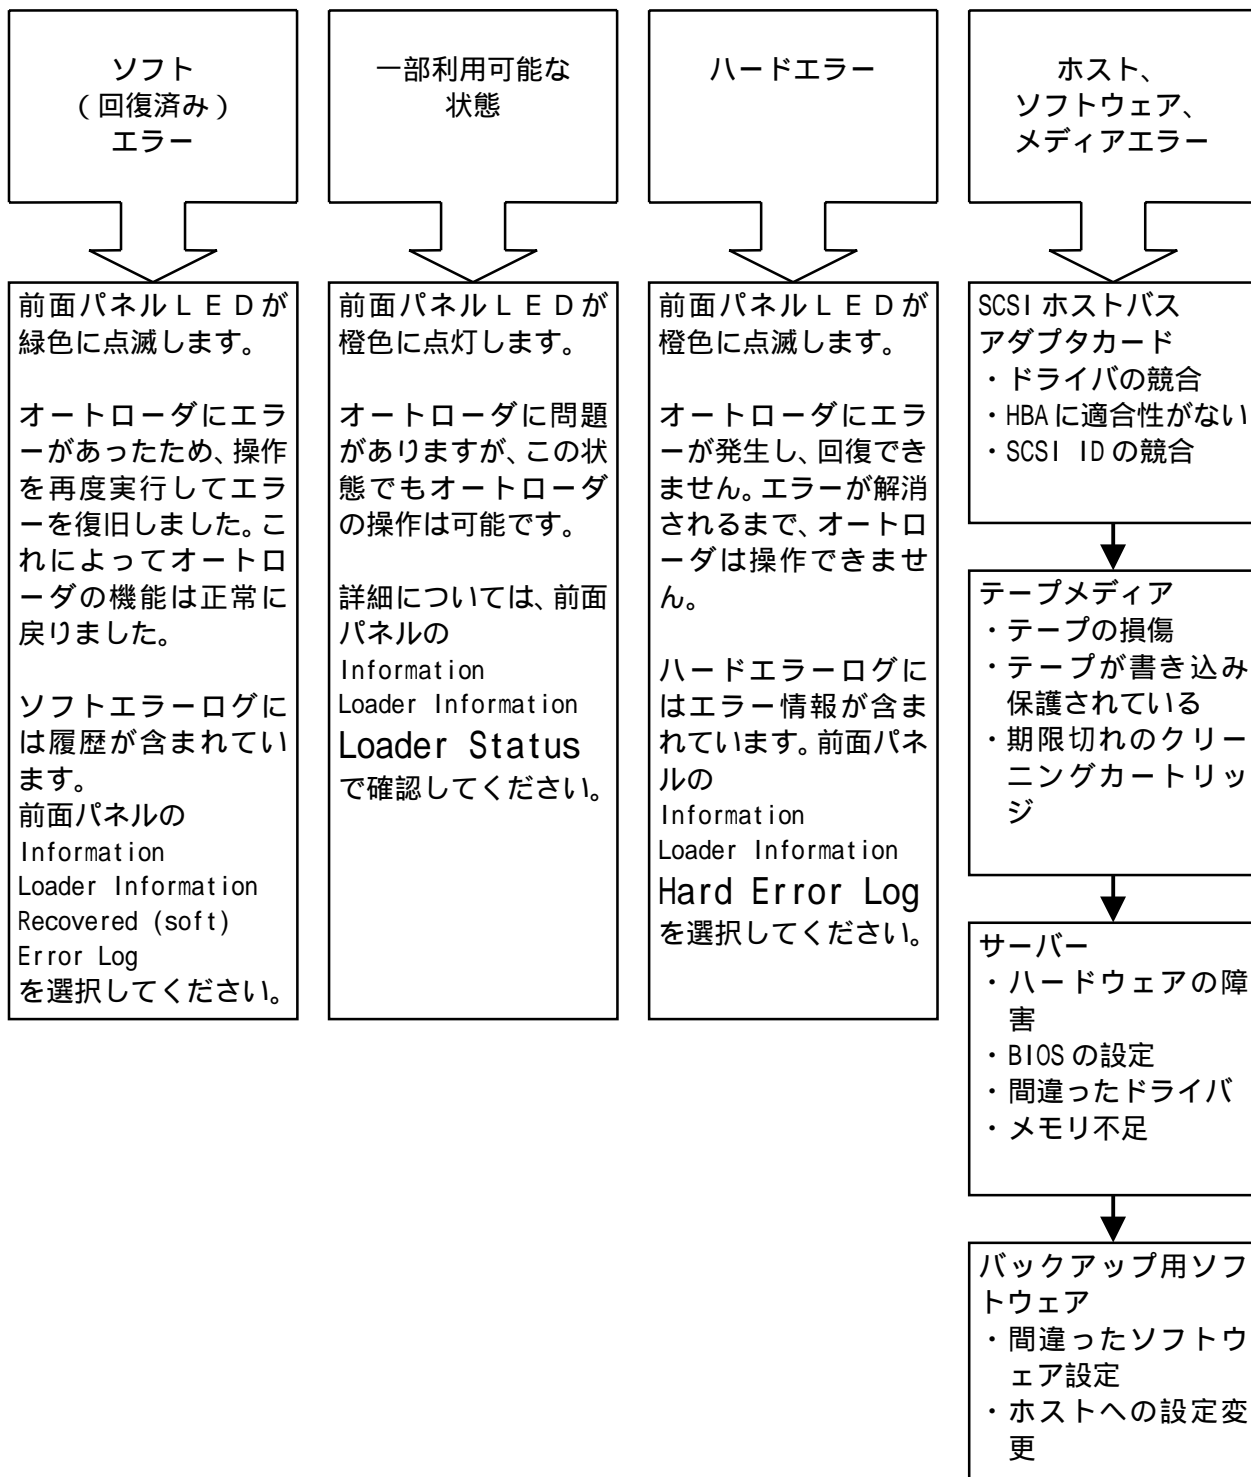 ソフト
(回復済み)
エラー
前面パネルＬＥＤが
緑色に点滅します。
オートローダにエラ
ーがあったため、操作
を再度実行してエラ
ーを復旧しました。こ
れによってオートロ
ーダの機能は正常に
戻りました。
ソフトエラーログに
は履歴が含まれてい
ます。
前面パネルの
Information
Loader Information
Recovered (soft)
Error Log
を選択してください。
一部利用可能な
状態
前面パネルＬＥＤが
橙色に点灯します。
オートローダに問題
がありますが、この状
態でもオートローダ
の操作は可能です。
詳細については、前面
パネルの
Information
Loader Information
Loader Status
で確認してください。
ハードエラー
前面パネルＬＥＤが
橙色に点滅します。
オートローダにエラ
ーが発生し、回復でき
ません。エラーが解消
されるまで、オートロ
ーダは操作できませ
ん。
ハードエラーログに
はエラー情報が含ま
れています。前面パネ
ルの
Information
Loader Information
Hard Error Log
を選択してください。
ホスト、
ソフトウェア、
メディアエラー
SCSI ホストバス
アダプタカード
・ドライバの競合
・HBA に適合性がない
・SCSI ID の競合
テープメディア
・テープの損傷
・テープが書き込み
保護されている
・期限切れのクリー
ニングカートリッ
ジ
サーバー
・ハードウェアの障
害
・BIOS の設定
・間違ったドライバ
・メモリ不足
バックアップ用ソフ
トウェア
・間違ったソフトウ
ェア設定
・ホストへの設定変
更